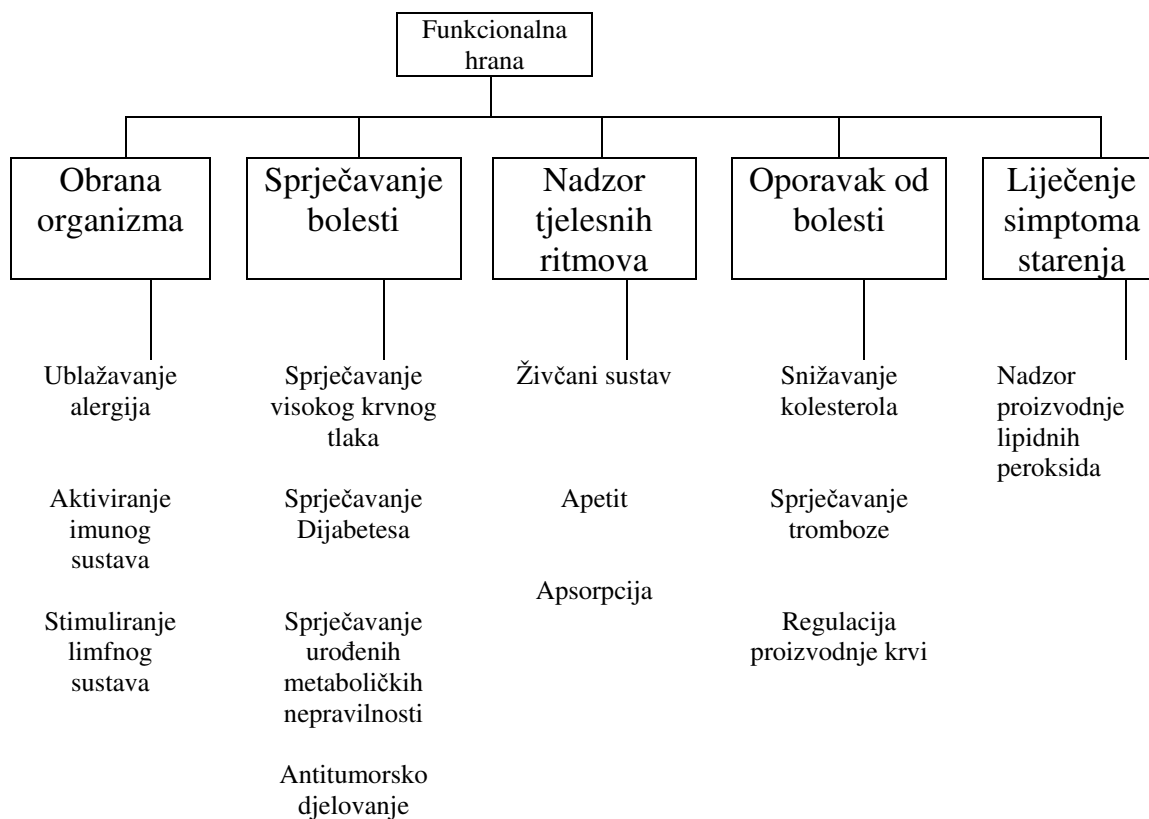 Funkcionalna
hrana
Obrana
organizma
Sprječavanje
bolesti
Nadzor
tjelesnih
ritmova
Oporavak od
bolesti
Liječenje
simptoma
starenja
Ublažavanje
alergija
Aktiviranje
imunog
sustava
Stimuliranje
limfnog
sustava
Sprječavanje
visokog krvnog
tlaka
Sprječavanje
Dijabetesa
Sprječavanje
urođenih
metaboličkih
nepravilnosti
Antitumorsko
djelovanje
Živčani sustav
Apetit
Apsorpcija
Snižavanje
kolesterola
Sprječavanje
tromboze
Regulacija
proizvodnje krvi
Nadzor
proizvodnje
lipidnih
peroksida